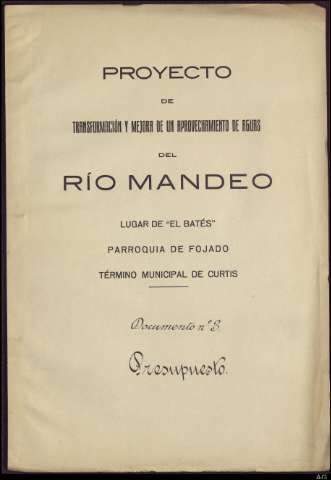 PROYECTO
DE
TRANSFORMACIÓN Y MEJORA DE UN APROVECHAMIENTO DE AGUAS
DEL
RÍO MANDEO
LUGAR DE "EL BATÉS"
PARROQUIA DE FOJADO
TÉRMINO MUNICIPAL DE CURTIS
Documento nº 3.
Presupuesto.